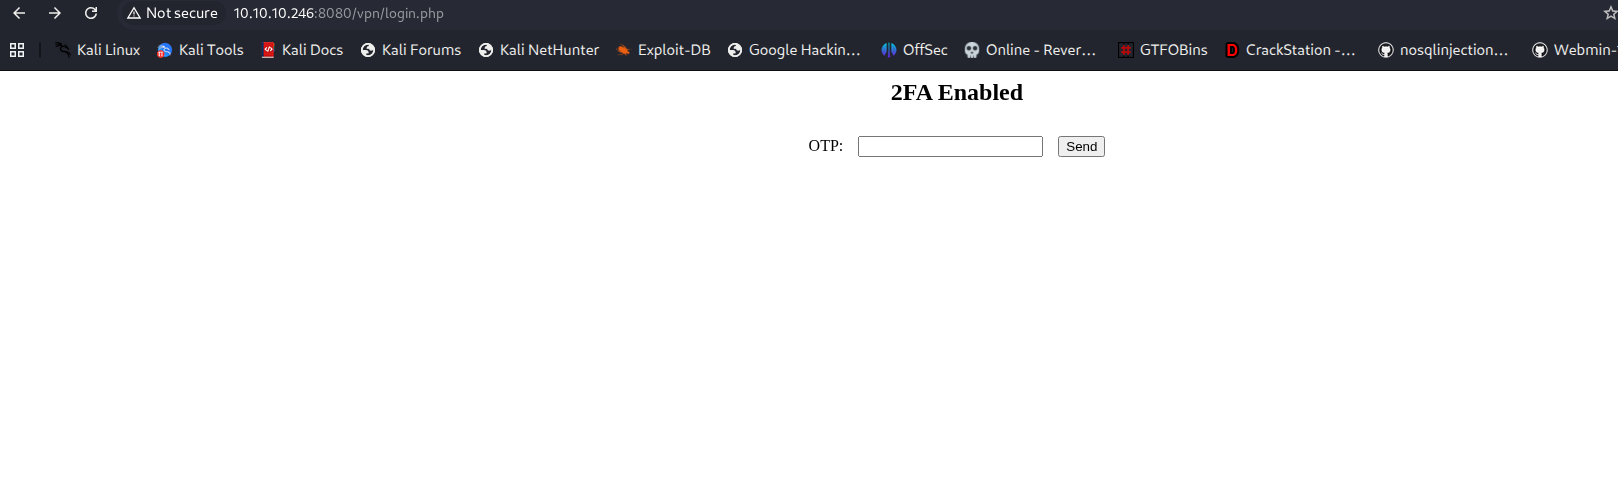 Not secure 10.10.10.246:8080/vpn/login.php
Kali Linux Kali Tools Kali Docs Kali Forums Kali NetHunter Exploit-DB Google Hackin… OffSec Online - Rever… GTFOBins CrackStation -… nosqlinjection… Webmin-
2FA Enabled
OTP: Send